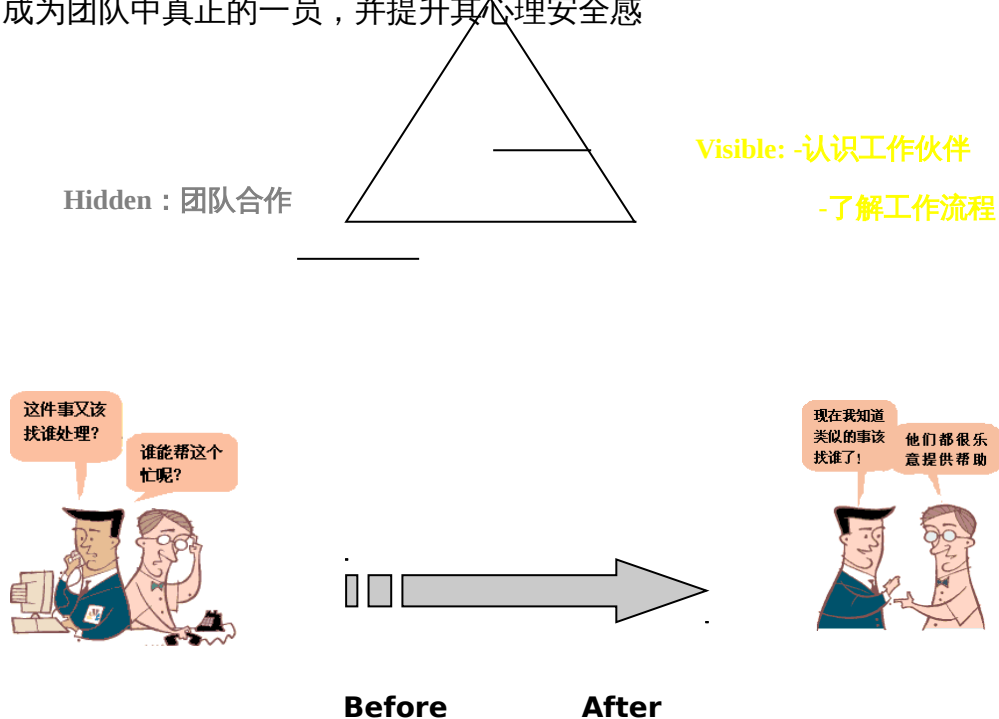 成为团队中真正的一员，并提升其心理安全感
Visible: -认识工作伙伴
Hidden：团队合作
-了解工作流程
这件事又该
找谁处理?
谁能帮这个
忙呢?
现在我知道
类似的事该
找谁了!
他们都很乐
意提供帮助
Before
After